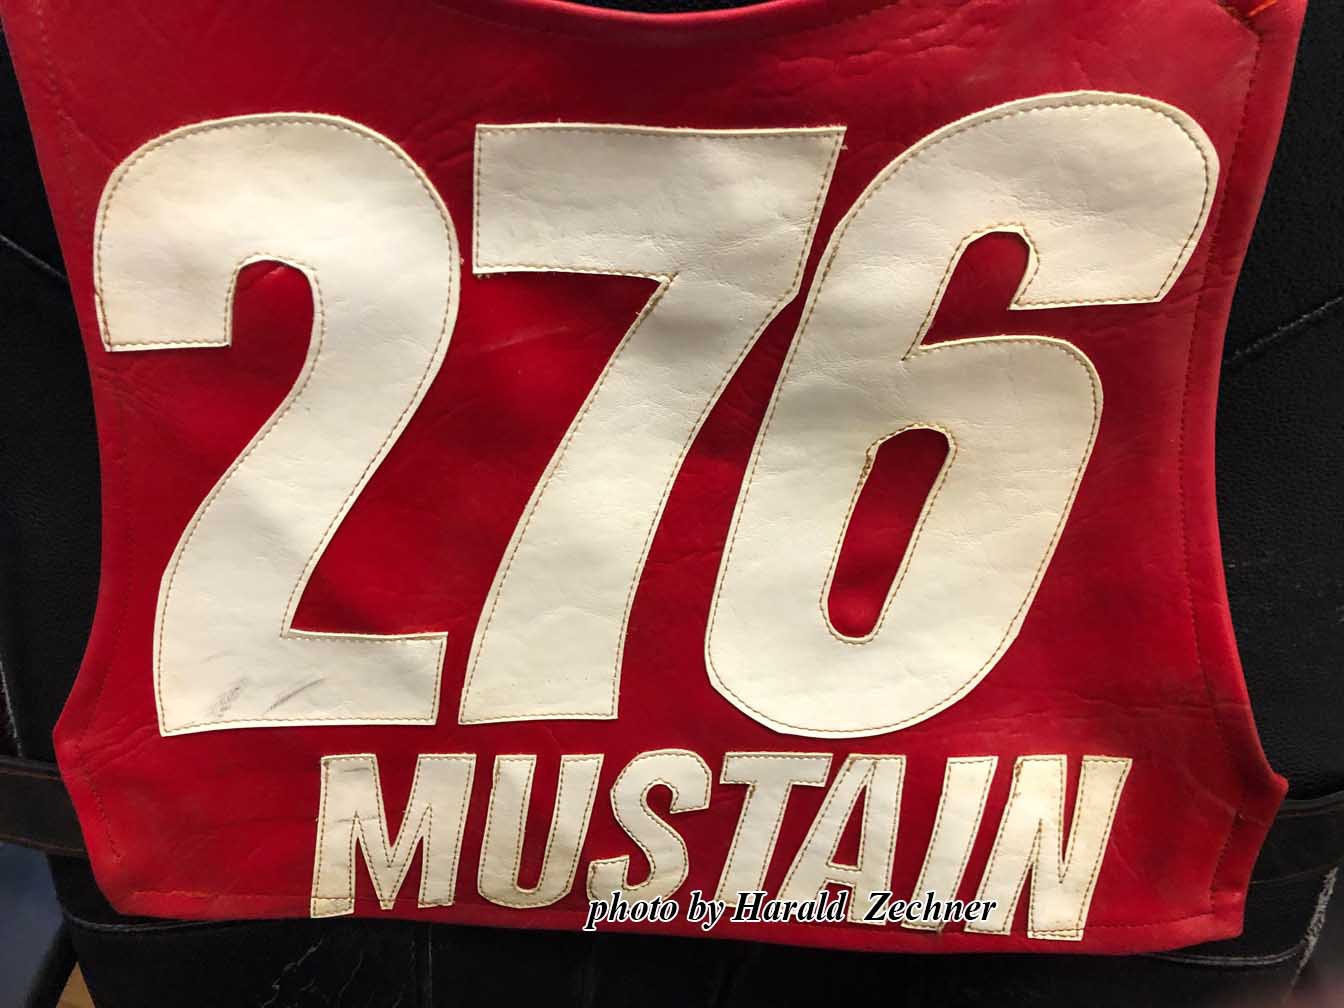 276
MUSTAIN
photo by Harald Zechner